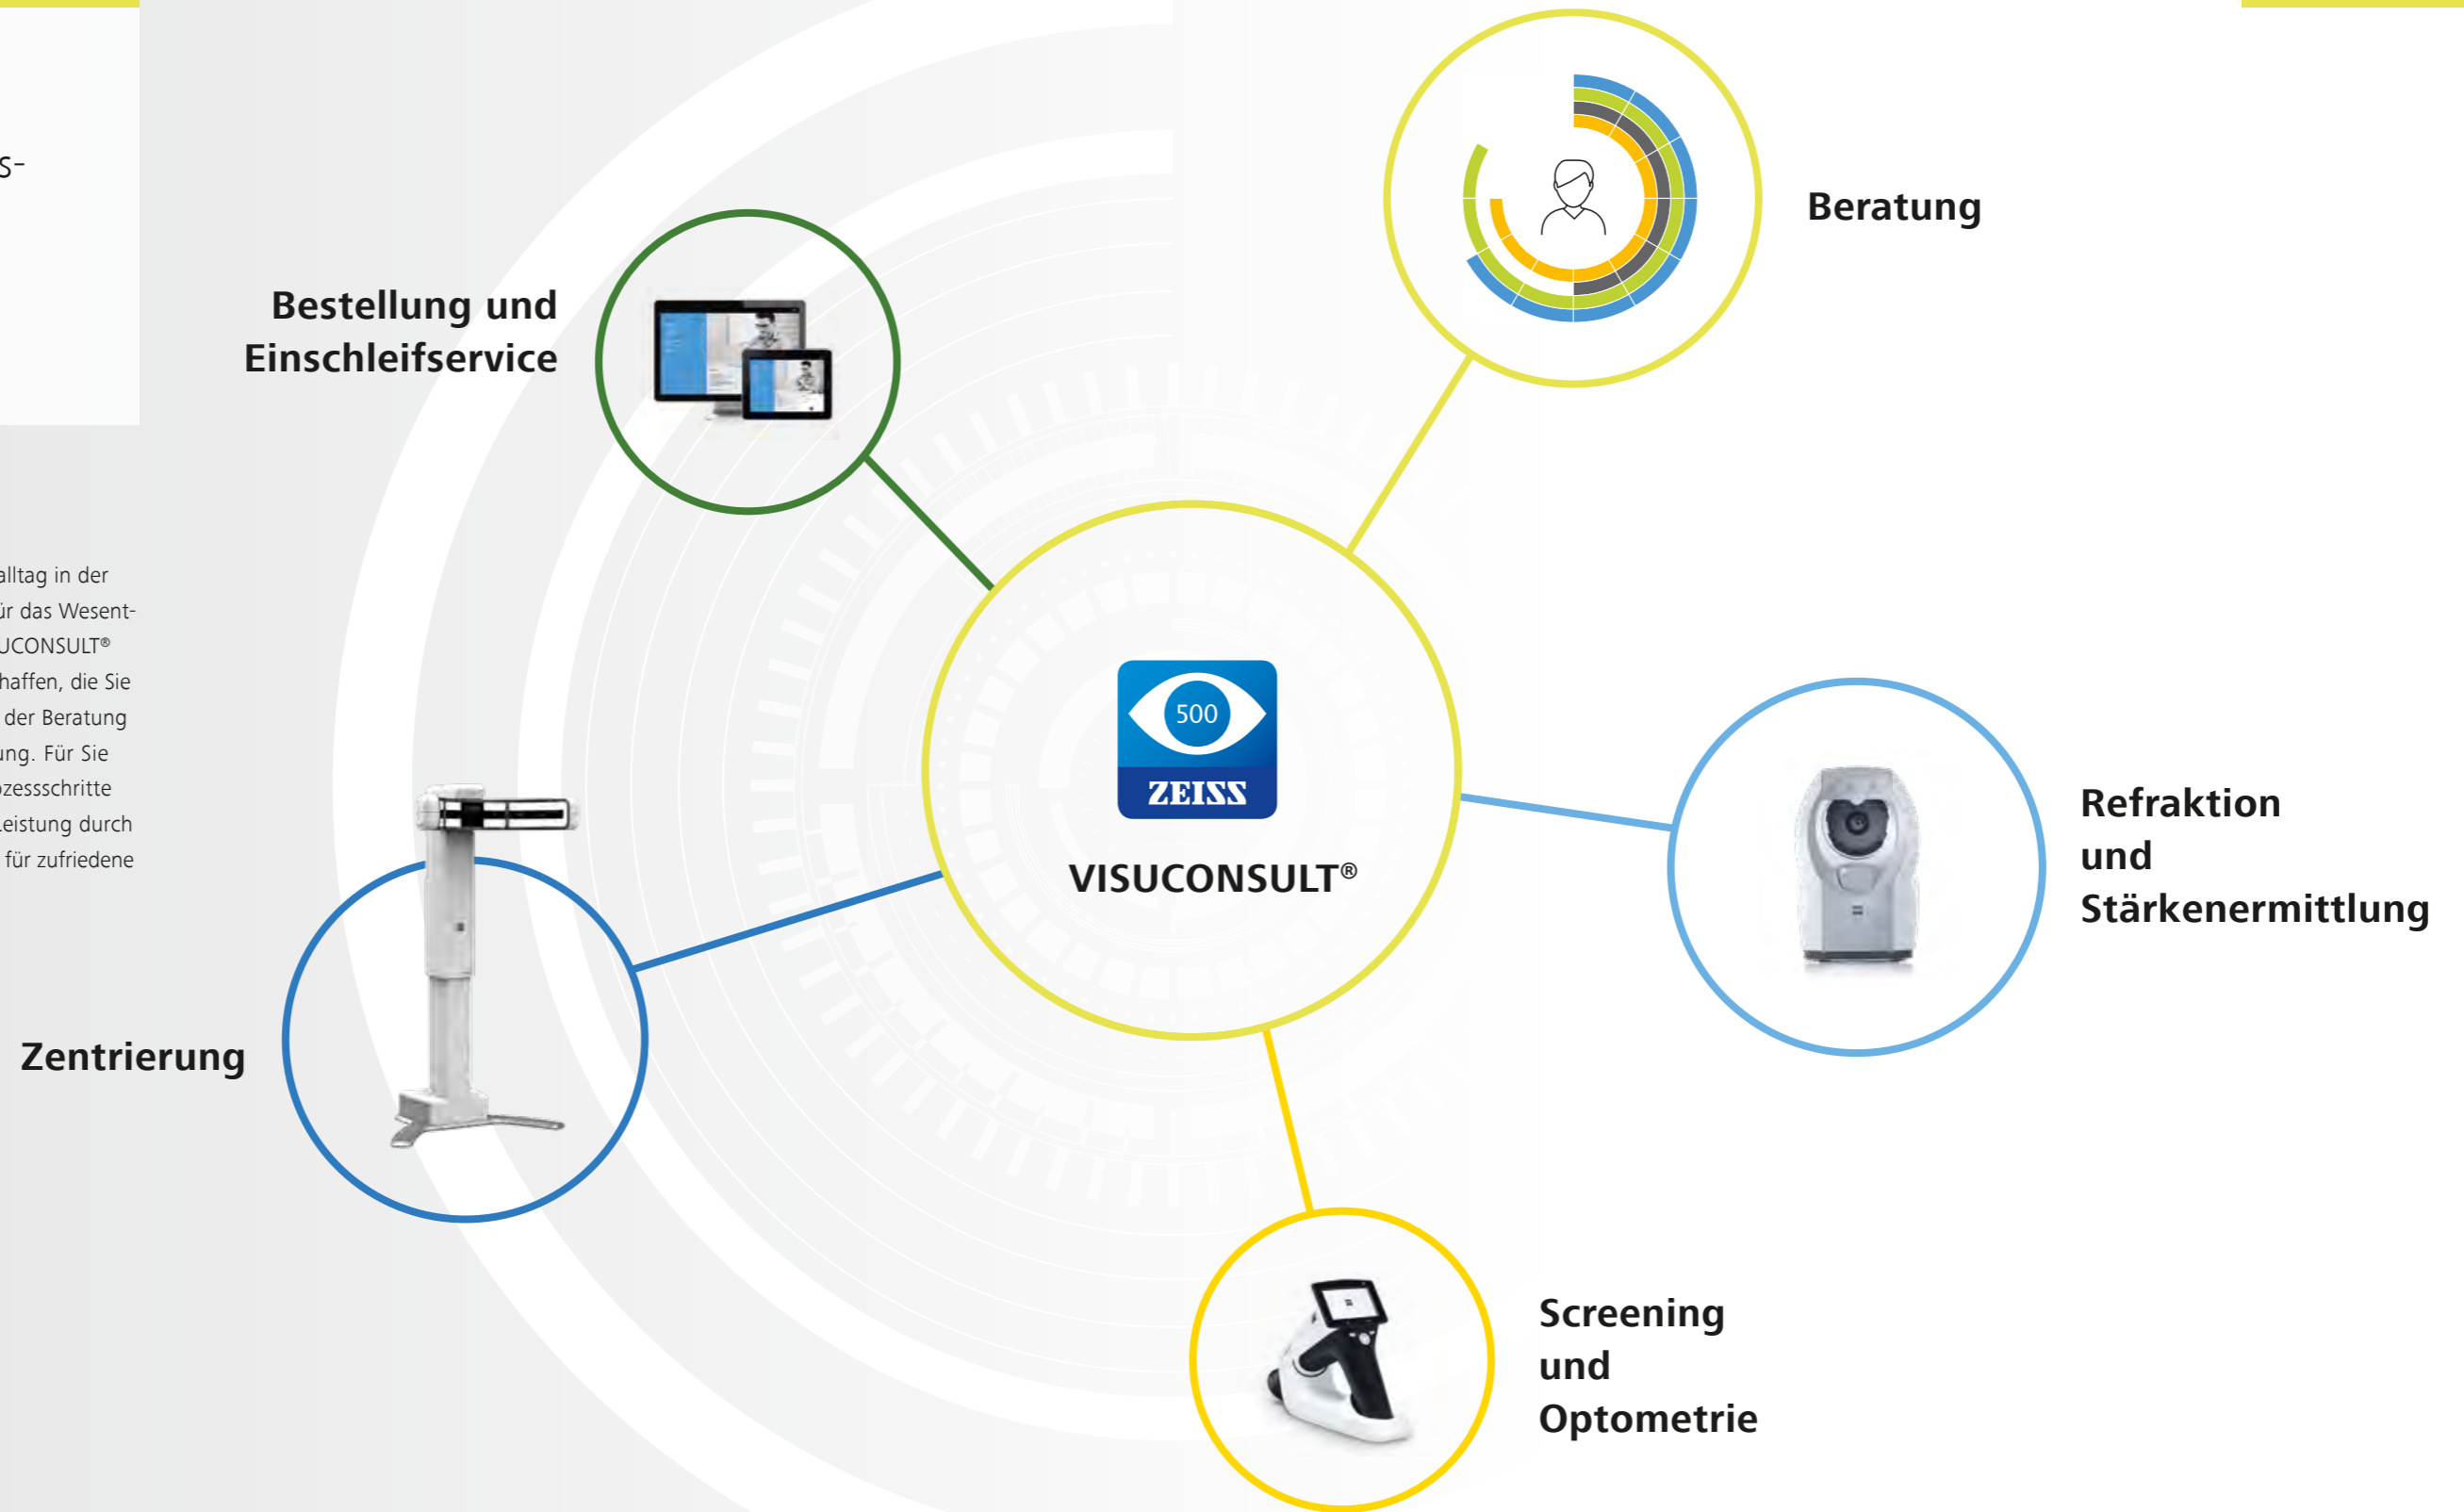 s-
alltag in der
für das Wesent-
UCONSULT®
haffen, die Sie
der Beratung
ung. Für Sie
ozessschritte
Leistung durch
für zufriedene
Beratung
Bestellung und
Einschleifservice
500
ZEISS
VISUCONSULT®
Refraktion
und
Stärkenermittlung
Zentrierung
Screening
und
Optometrie